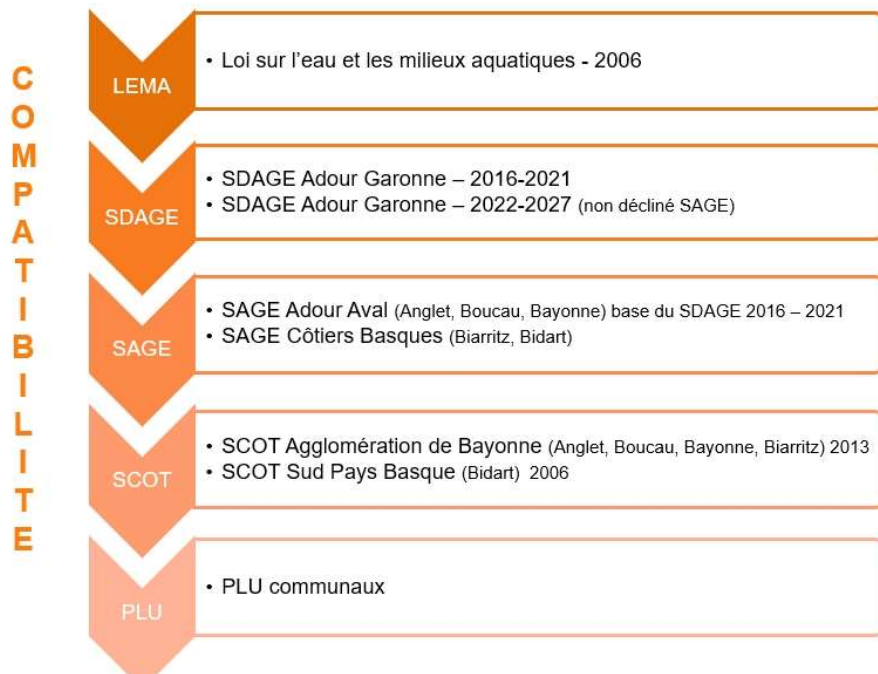 COMPATIBILITE
LEMA
• Loi sur l'eau et les milieux aquatiques - 2006
SDAGE
• SDAGE Adour Garonne – 2016-2021
• SDAGE Adour Garonne – 2022-2027 (non décliné SAGE)
SAGE
• SAGE Adour Aval (Anglet, Boucau, Bayonne) base du SDAGE 2016 – 2021
• SAGE Côtiers Basques (Biarritz, Bidart)
SCOT
• SCOT Agglomération de Bayonne (Anglet, Boucau, Bayonne, Biarritz) 2013
• SCOT Sud Pays Basque (Bidart) 2006
PLU
• PLU communaux